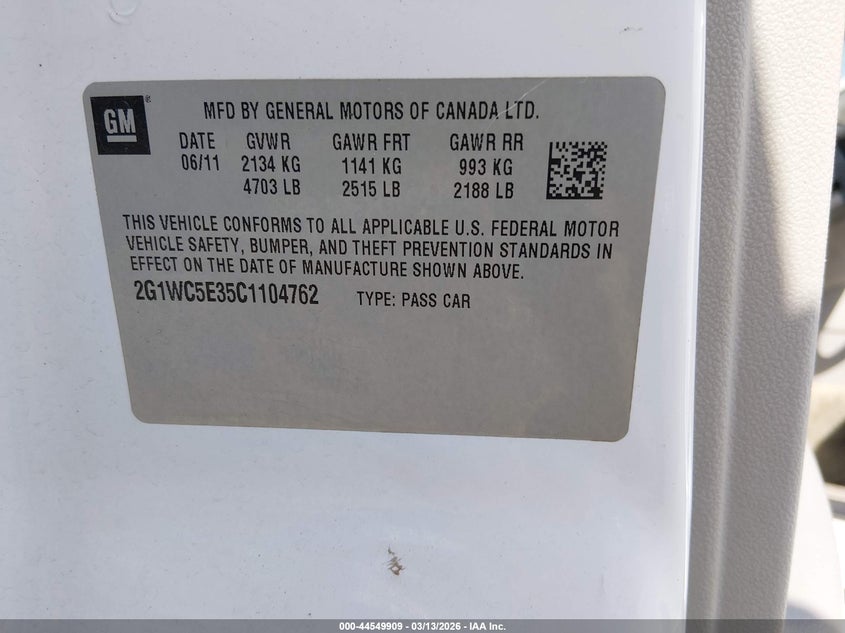 GM
®
MFD BY GENERAL MOTORS OF CANADA LTD.
DATE GVWR GAWR FRT GAWR RR
06/11 2134 KG 1141 KG 993 KG
4703 LB 2515 LB 2188 LB
THIS VEHICLE CONFORMS TO ALL APPLICABLE U.S. FEDERAL MOTOR
VEHICLE SAFETY, BUMPER, AND THEFT PREVENTION STANDARDS IN
EFFECT ON THE DATE OF MANUFACTURE SHOWN ABOVE.
2G1WC5E35C1104762 TYPE: PASS CAR
000-44549909 — 03/13/2026 — IAA Inc.